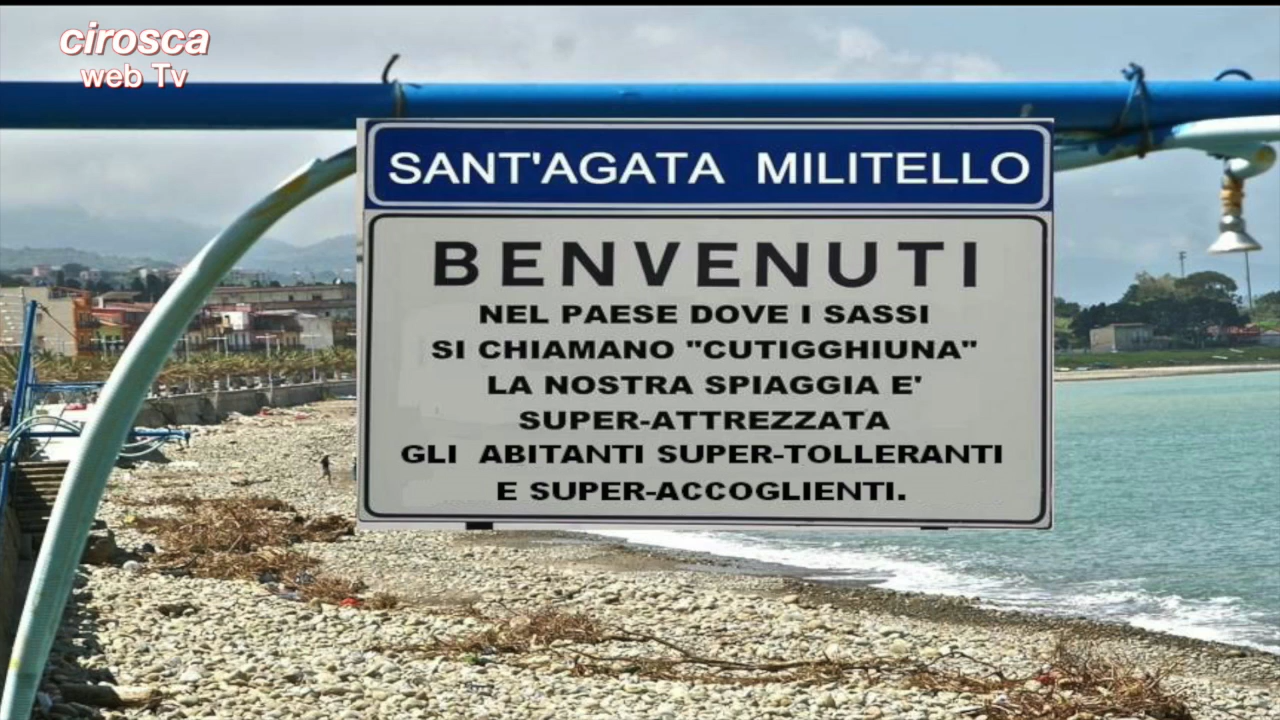 cirosca
web Tv
SANT'AGATA MILITELLO
BENVENUTI
NEL PAESE DOVE I SASSI
SI CHIAMANO "CUTIGGHIUNA"
LA NOSTRA SPIAGGIA E'
SUPER-ATTREZZATA
GLI ABITANTI SUPER-TOLLERANTI
E SUPER-ACCOGLIENTI.